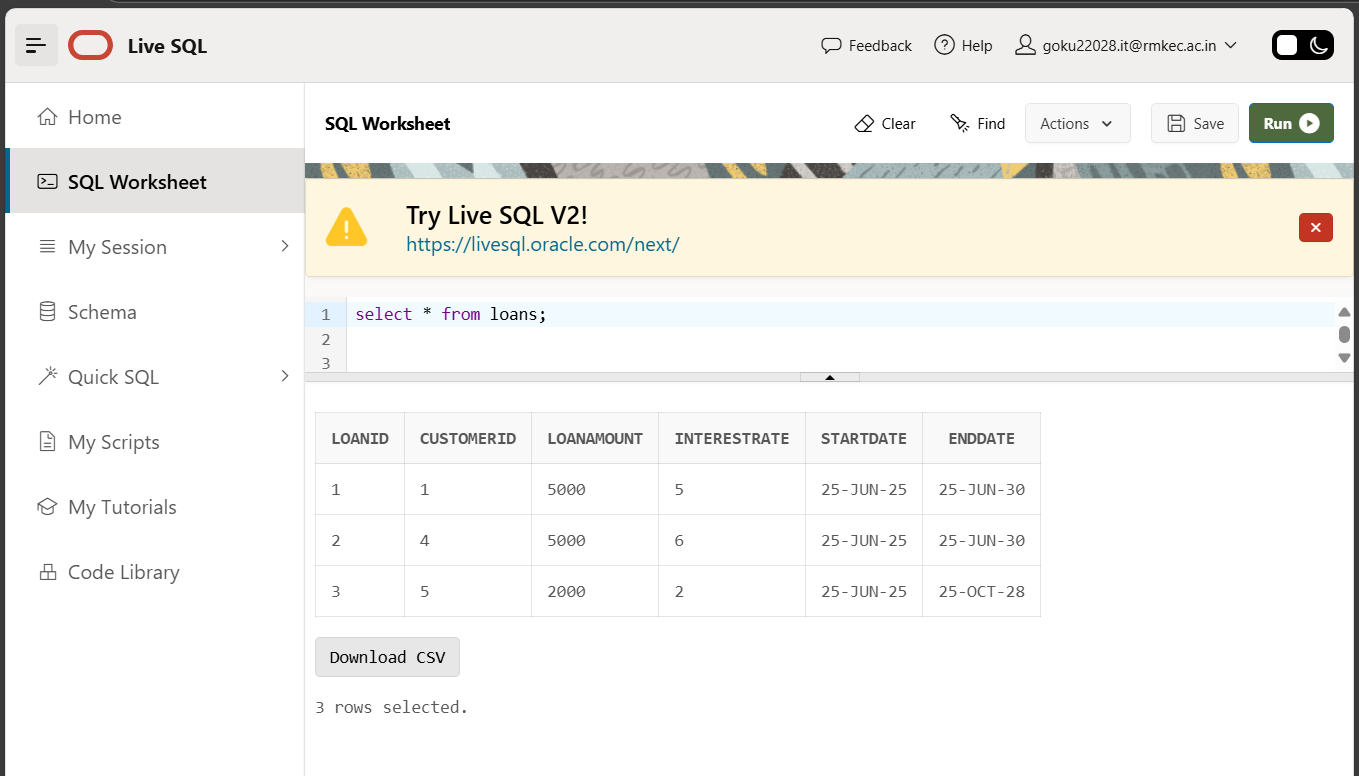 Live SQL
Feedback
Help
goku22028.it@rmkec.ac.in
Home
SQL Worksheet
My Session
Schema
Quick SQL
My Scripts
My Tutorials
Code Library
SQL Worksheet
Clear
Find
Actions
Save
Run
Try Live SQL V2!
https://livesql.oracle.com/next/
1 select * from loans;
2
3
LOANID CUSTOMERID LOANAMOUNT INTERESTRATE STARTDATE ENDDATE
1 1 5000 5 25-JUN-25 25-JUN-30
2 4 5000 6 25-JUN-25 25-JUN-30
3 5 2000 2 25-JUN-25 25-OCT-28
Download CSV
3 rows selected.